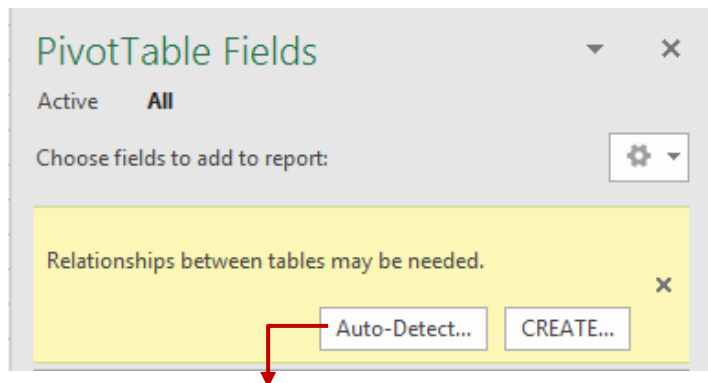 PivotTable Fields
Active All
Choose fields to add to report:
Relationships between tables may be needed.
Auto-Detect... CREATE...